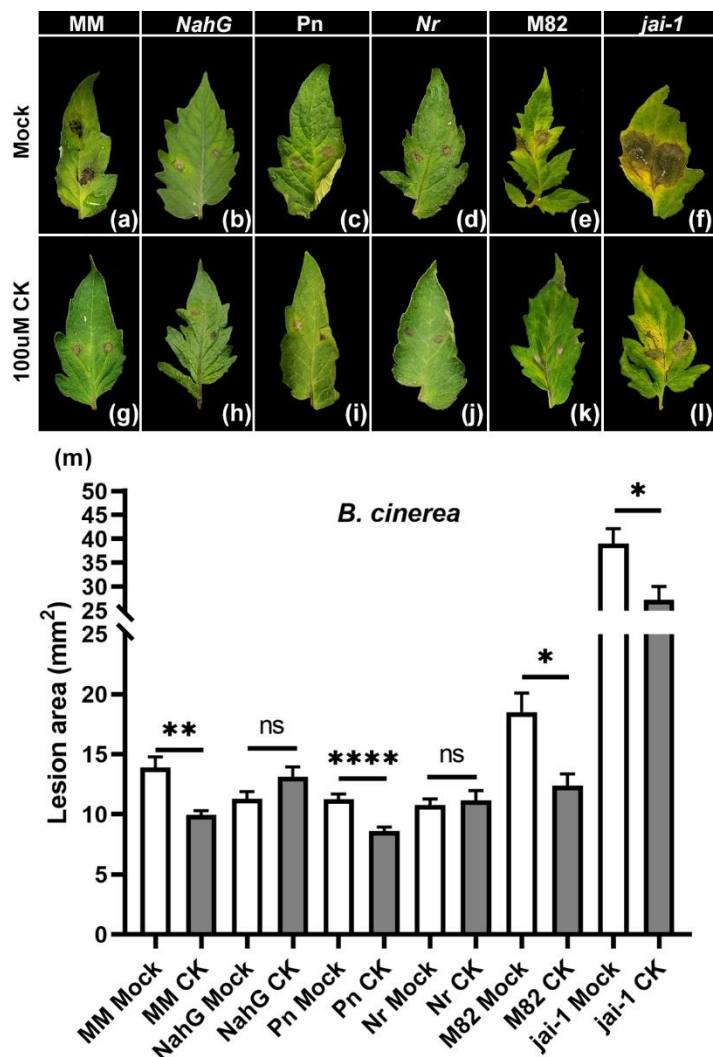 MM NahG Pn Nr M82 jai-1
Mock
(a) (b) (c) (d) (e) (f)
100uM CK
(g) (h) (i) (j) (k) (l)
(m)
B. cinerea
Lesion area (mm²)
50
45
40
35
30
25
25
20
15
10
5
0
** ns **** ns * *
MM Mock
MM CK
NahG Mock
NahG CK
Pn Mock
Pn CK
Nr Mock
Nr CK
M82 Mock
M82 CK
jai-1 Mock
jai-1 CK